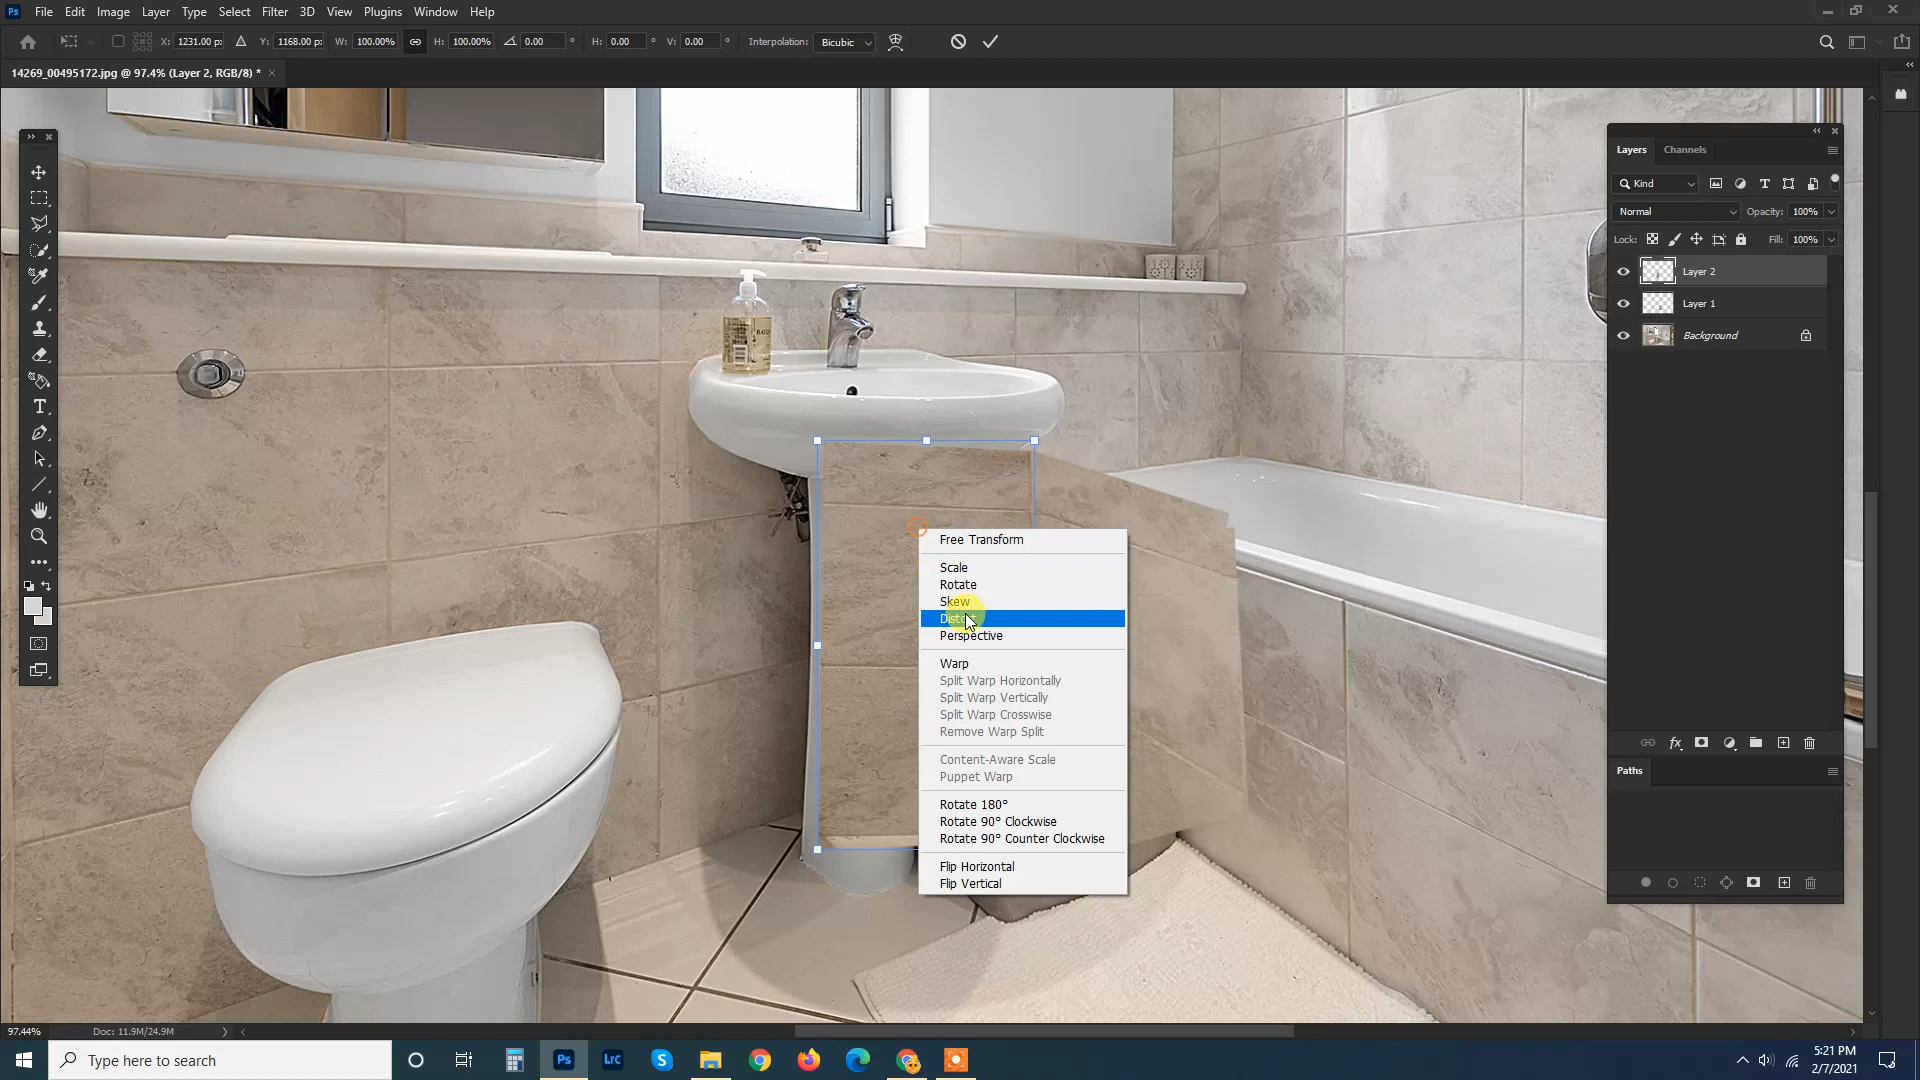 Ps File Edit Image Layer Type Select Filter 3D View Plugins Window Help
X: 1231.00 p: Y: 1168.00 p: W: 100.00% H: 100.00% 0.00 ° H: 0.00 ° V: 0.00 ° Interpolation: Bicubic
14269_00495172.jpg @ 97.4% (Layer 2, RGB/8) * ×
Layers Channels
Kind
Normal Opacity: 100%
Lock: Fill: 100%
Layer 2
Layer 1
Background
fx
Paths
Free Transform
Scale
Rotate
Skew
Distort
Perspective
Warp
Split Warp Horizontally
Split Warp Vertically
Split Warp Crosswise
Remove Warp Split
Content-Aware Scale
Puppet Warp
Rotate 180°
Rotate 90° Clockwise
Rotate 90° Counter Clockwise
Flip Horizontal
Flip Vertical
97.44% Doc: 11.9M/24.9M
Type here to search
Ps Lrc
5:21 PM
2/7/2021